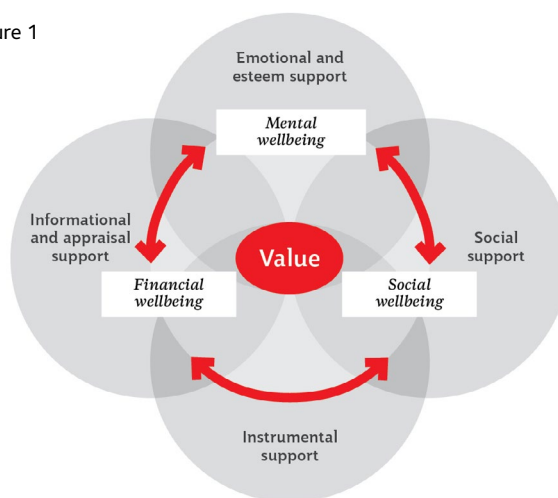 ure 1
Emotional and
esteem support
Mental
wellbeing
Informational
and appraisal
support
Value
Social
support
Financial
wellbeing
Social
wellbeing
Instrumental
support